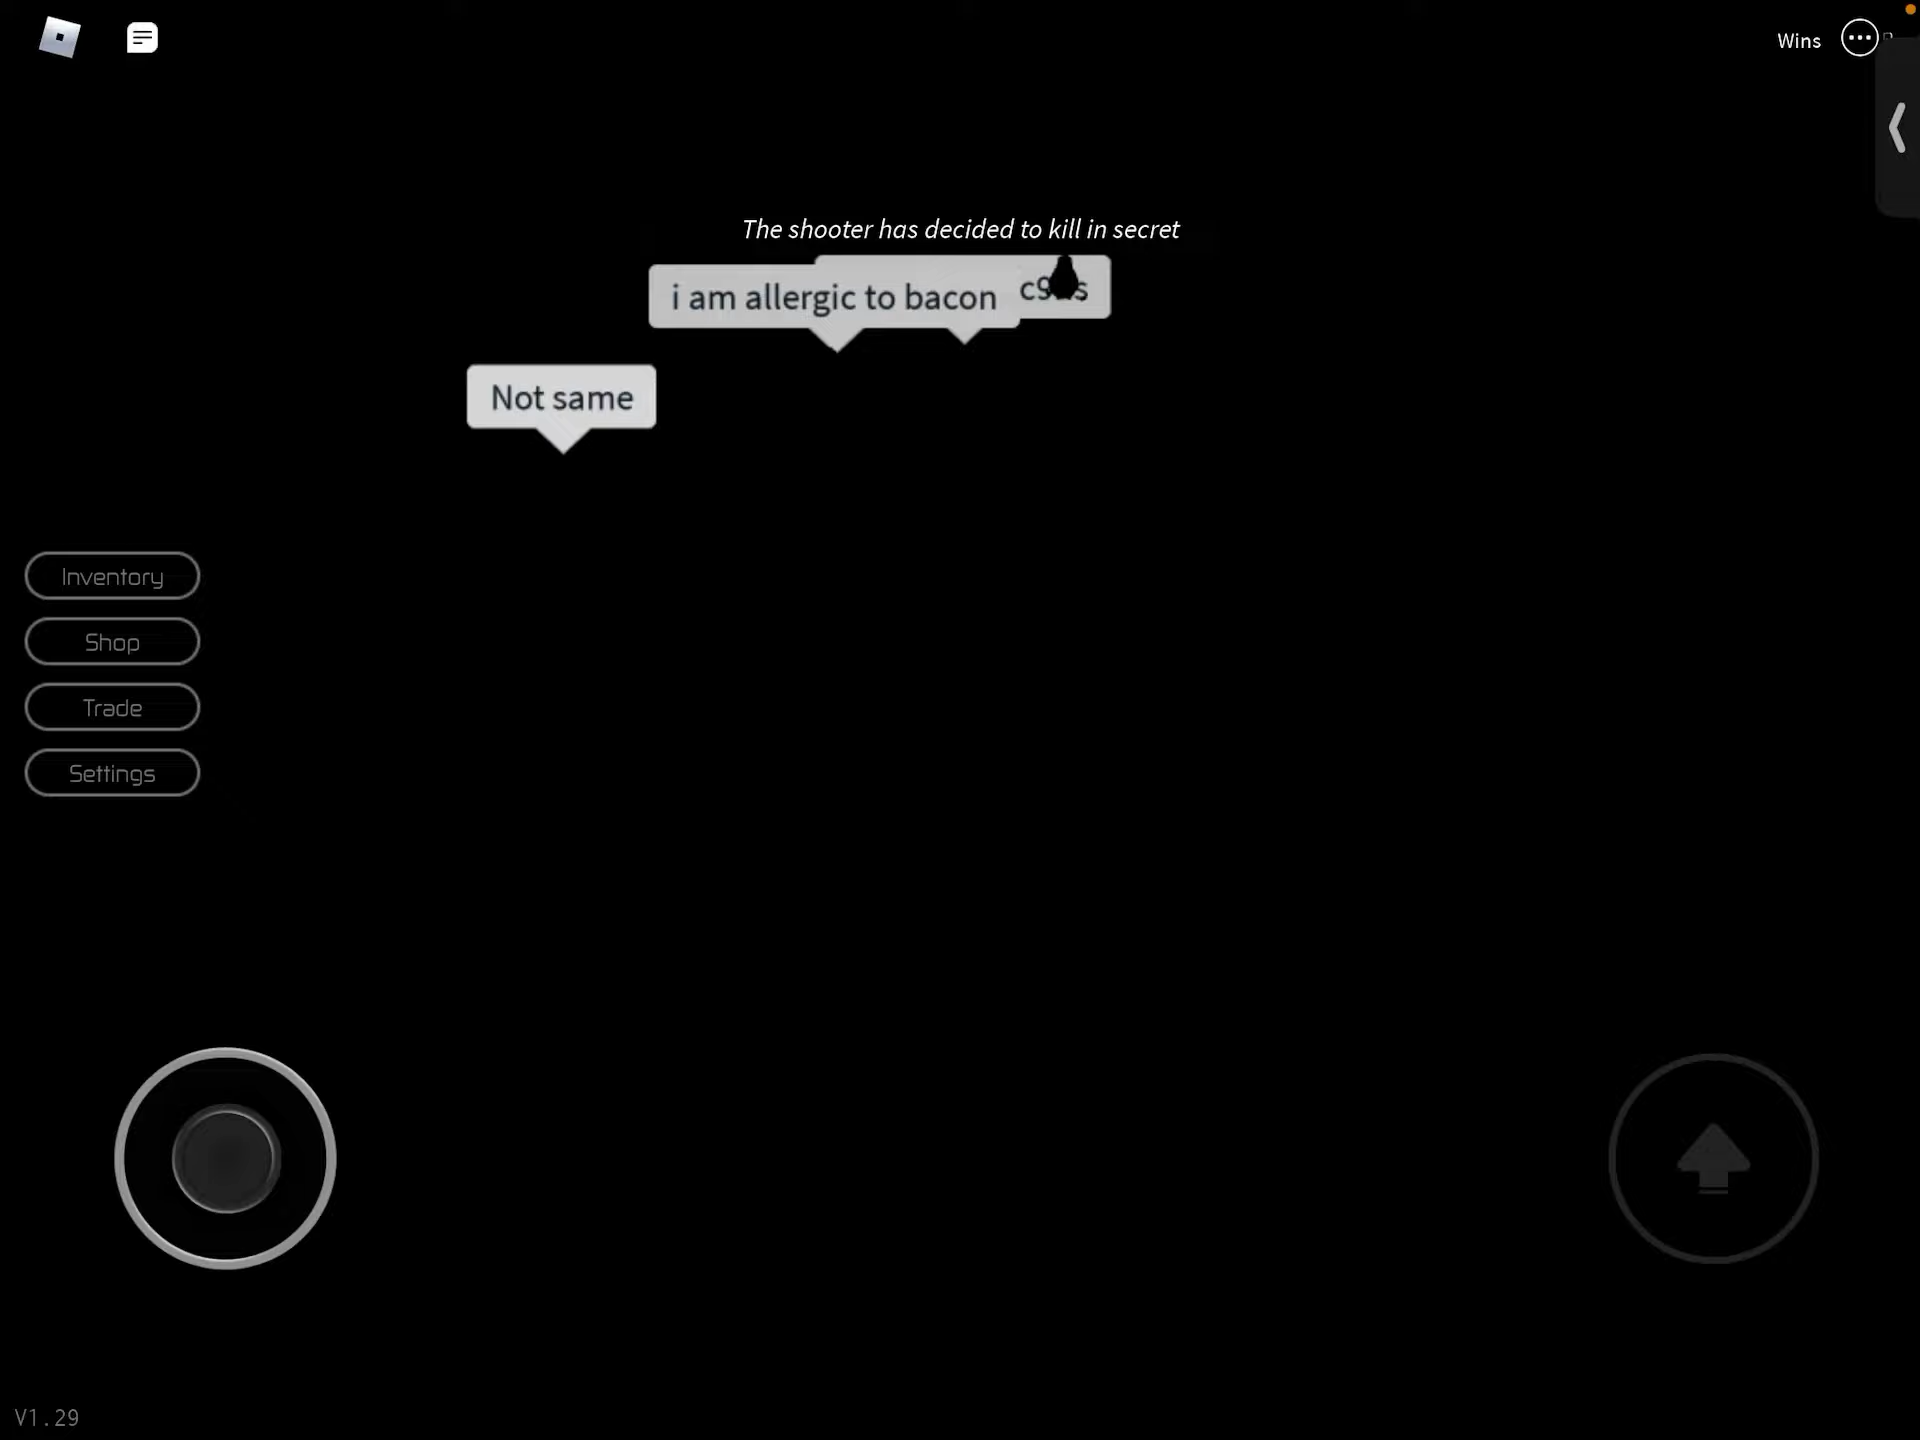 Wins
The shooter has decided to kill in secret
i am allergic to bacon
Not same
Inventory
Shop
Trade
Settings
V1.29